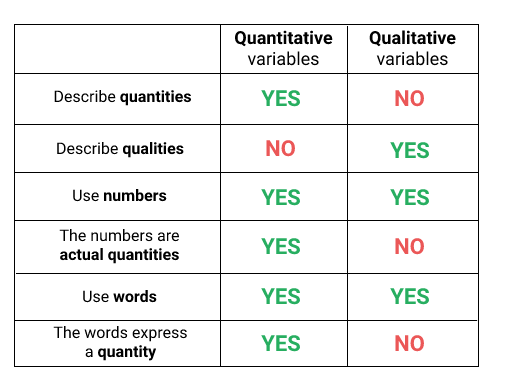 Quantitative variables Qualitative variables
Describe quantities YES NO
Describe qualities NO YES
Use numbers YES YES
The numbers are
actual quantities YES NO
Use words YES YES
The words express
a quantity YES NO